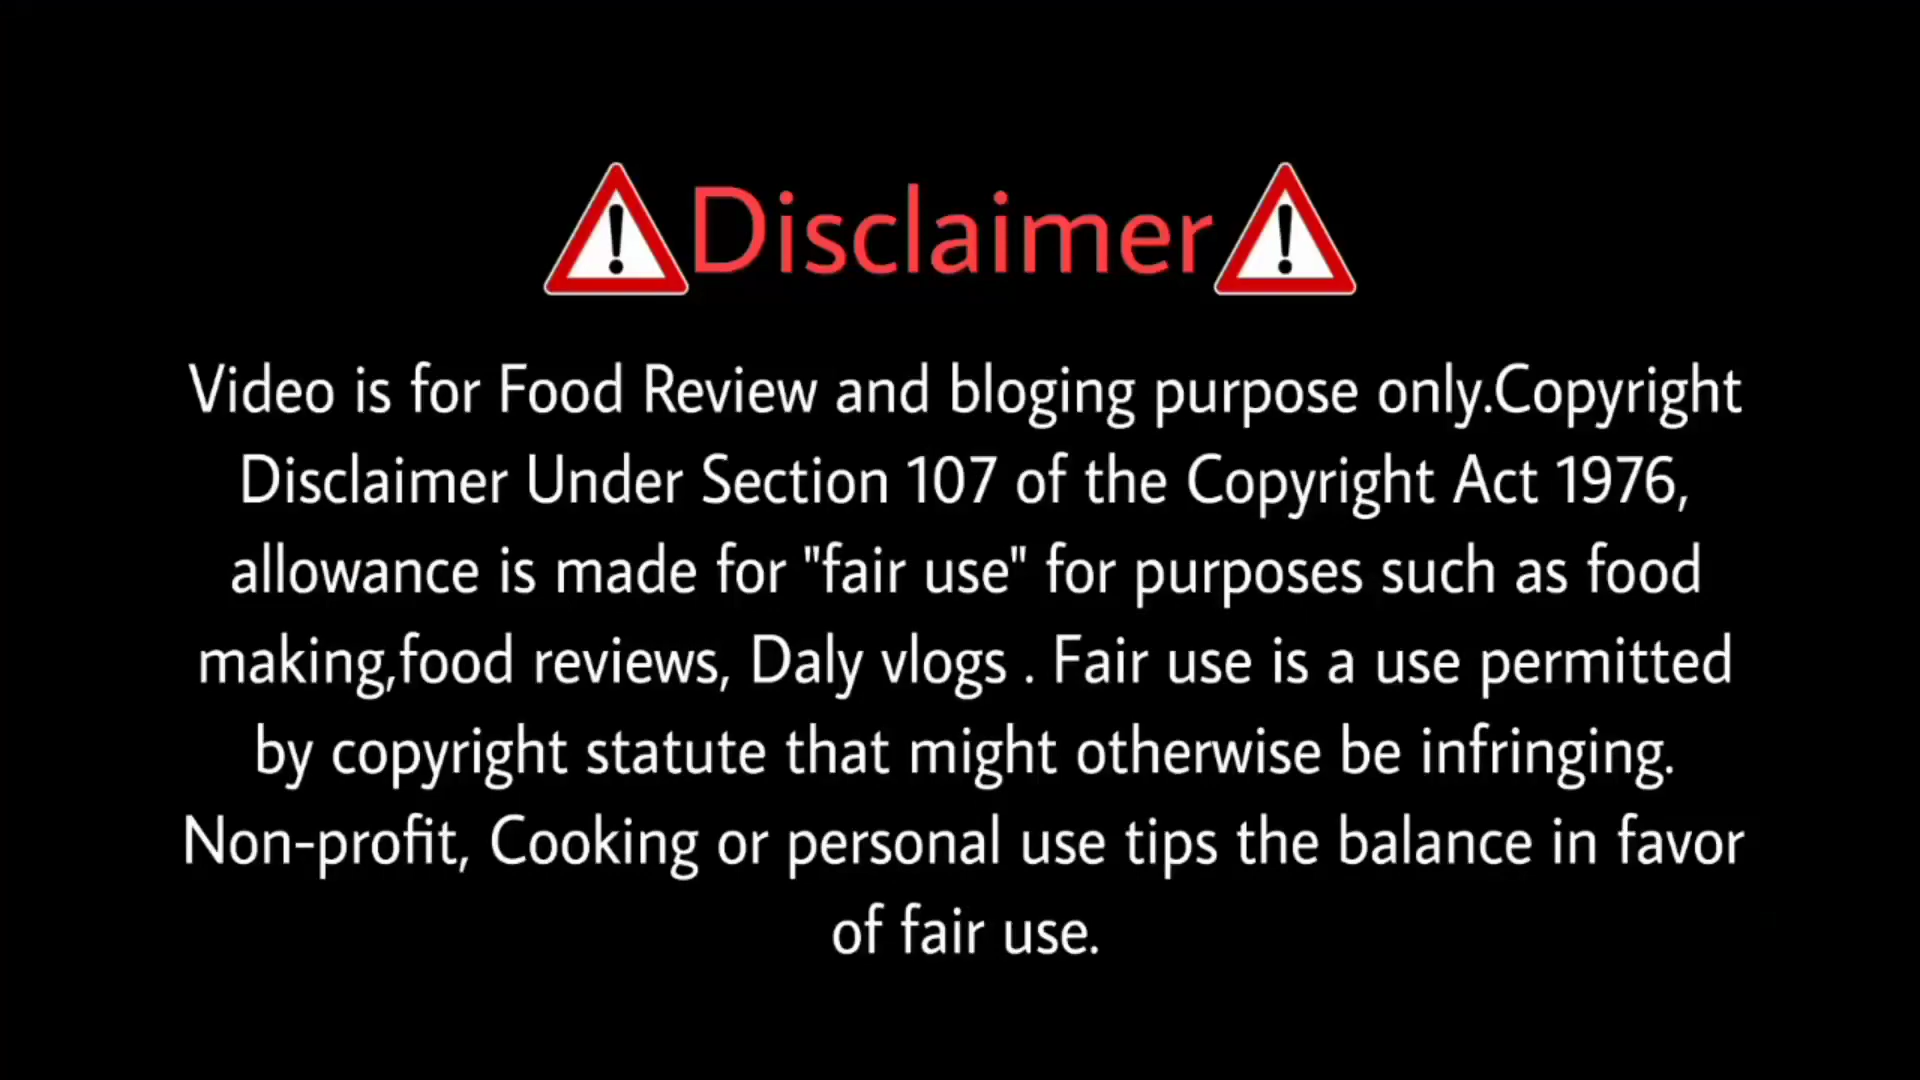 Disclaimer
Video is for Food Review and bloging purpose only.Copyright
Disclaimer Under Section 107 of the Copyright Act 1976,
allowance is made for "fair use" for purposes such as food
making,food reviews, Daly vlogs . Fair use is a use permitted
by copyright statute that might otherwise be infringing.
Non-profit, Cooking or personal use tips the balance in favor
of fair use.